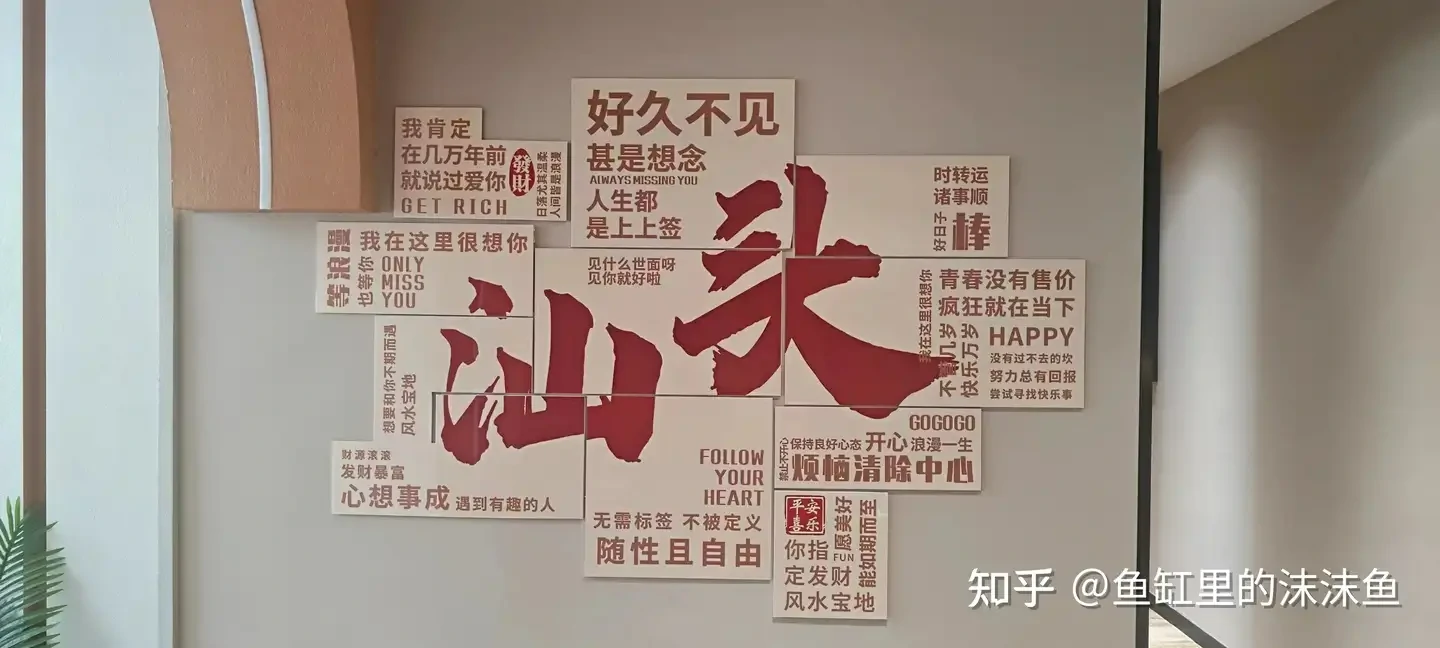 我肯定
在几万年前
就说过爱你
GET RICH
發財
日落尤其温柔
人间皆是浪漫
好久不见
甚是想念
ALWAYS MISSING YOU
人生都
是上上签
时转运
诸事顺
好日子
棒
等浪漫
也等你
我在这里很想你
ONLY
MISS
YOU
见什么世面呀
见你就好啦
汕头
我在这里很想你
青春没有售价
疯狂就在当下
不管几岁
快乐万岁
HAPPY
没有过不去的坎
努力总有回报
尝试寻找快乐事
想要和你不期而遇
风水宝地
财源滚滚
发财暴富
心想事成 遇到有趣的人
FOLLOW
YOUR
HEART
无需标签 不被定义
随性且自由
GOGOGO
禁止不开心
保持良好心态 开心 浪漫一生
烦恼清除中心
平安
喜乐
愿美好
能如期而至
FUN
你指
定发财
风水宝地
知乎 @鱼缸里的沫沫鱼